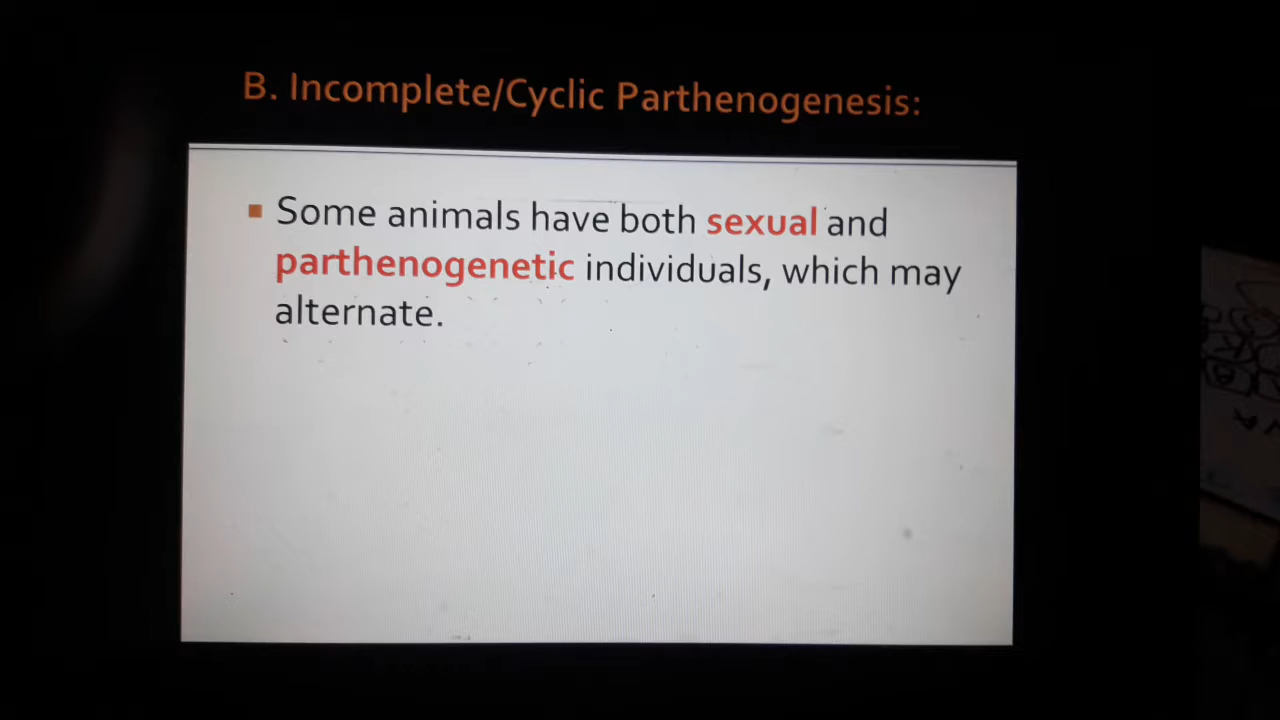 B. Incomplete/Cyclic Parthenogenesis:
Some animals have both sexual and
parthenogenetic individuals, which may
alternate.